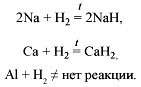 2Na + H₂ =ᵗ 2NaH,
Ca + H₂ =ᵗ CaH₂,
Al + H₂ ≠ нет реакции.